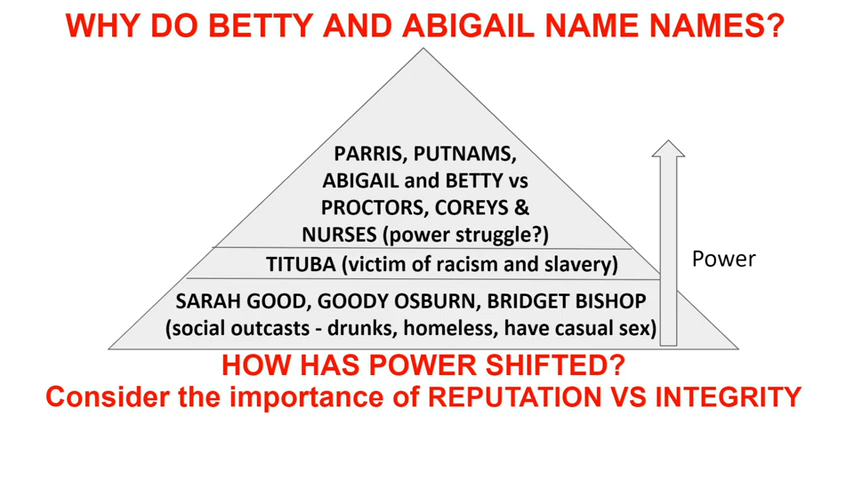 WHY DO BETTY AND ABIGAIL NAME NAMES?
PARRIS, PUTNAMS,
ABIGAIL and BETTY vs
PROCTORS, COREYS &
NURSES (power struggle?)
TITUBA (victim of racism and slavery)
SARAH GOOD, GOODY OSBURN, BRIDGET BISHOP
(social outcasts - drunks, homeless, have casual sex)
Power
HOW HAS POWER SHIFTED?
Consider the importance of REPUTATION VS INTEGRITY